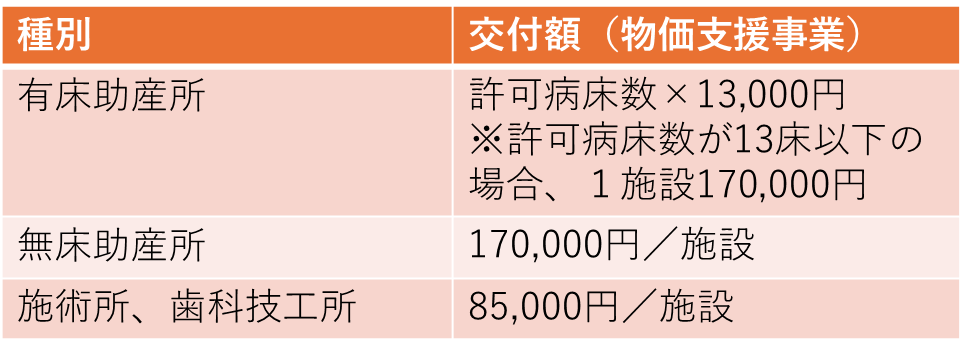 種別
交付額（物価支援事業）
有床助産所
許可病床数×13,000円
※許可病床数が13床以下の
場合、１施設170,000円
無床助産所
170,000円／施設
施術所、歯科技工所
85,000円／施設